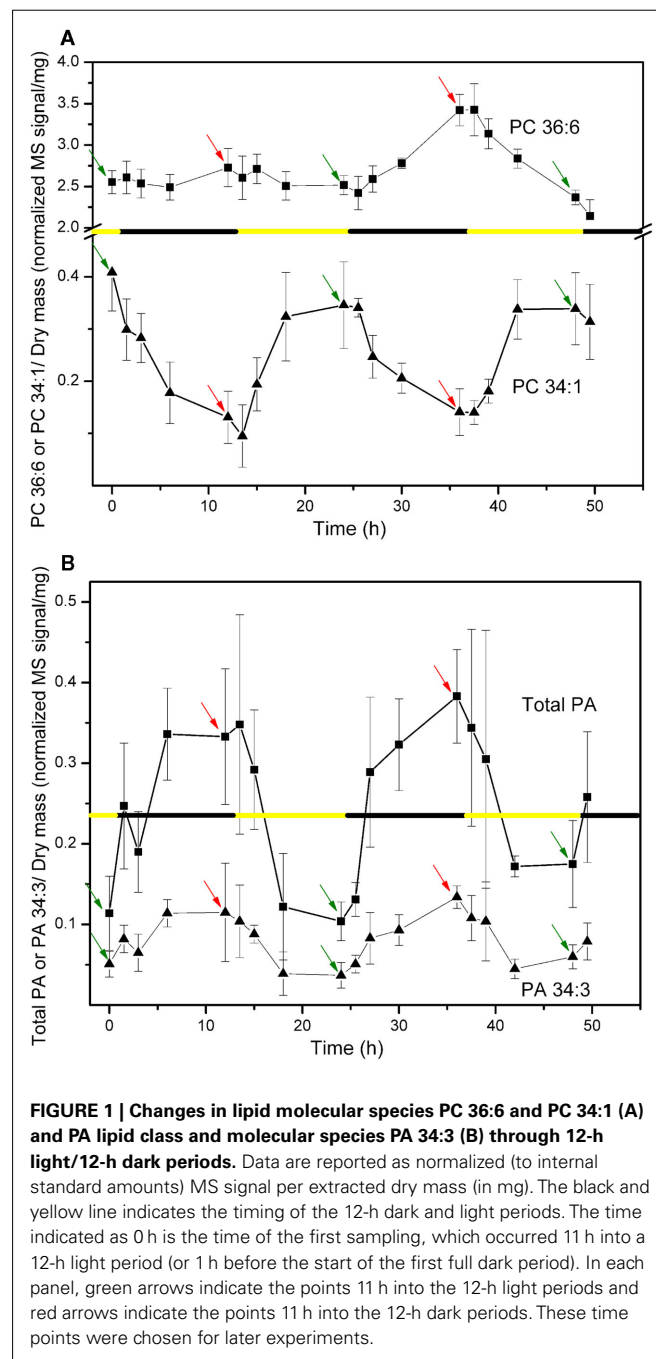 A
PC 36:6 or PC 34:1/ Dry mass (normalized MS signal/mg)
4.0
3.5
3.0
2.5
2.0
0.4
0.2
PC 36:6
PC 34:1
0
10
20
30
40
50
Time (h)
B
Total PA or PA 34:3/ Dry mass (normalized MS signal/mg)
0.5
0.4
0.3
0.2
0.1
Total PA
PA 34:3
0
10
20
30
40
50
Time (h)
FIGURE 1 | Changes in lipid molecular species PC 36:6 and PC 34:1 (A)
and PA lipid class and molecular species PA 34:3 (B) through 12-h
light/12-h dark periods. Data are reported as normalized (to internal
standard amounts) MS signal per extracted dry mass (in mg). The black and
yellow line indicates the timing of the 12-h dark and light periods. The time
indicated as 0 h is the time of the first sampling, which occurred 11 h into a
12-h light period (or 1 h before the start of the first full dark period). In each
panel, green arrows indicate the points 11 h into the 12-h light periods and
red arrows indicate the points 11 h into the 12-h dark periods. These time
points were chosen for later experiments.